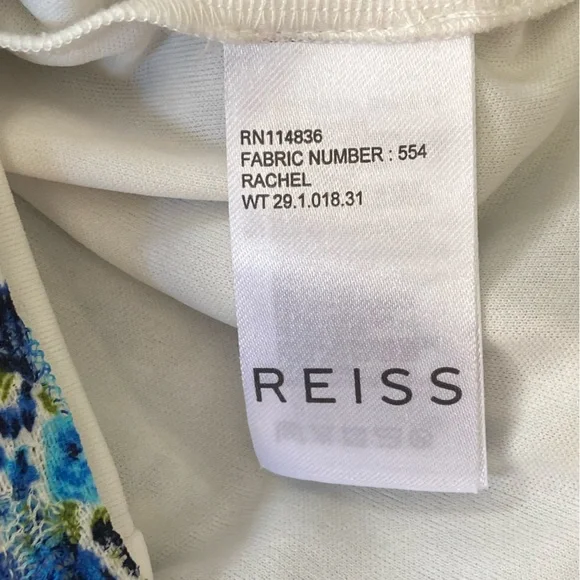 RN114836
FABRIC NUMBER : 554
RACHEL
WT 29.1.018.31
REISS